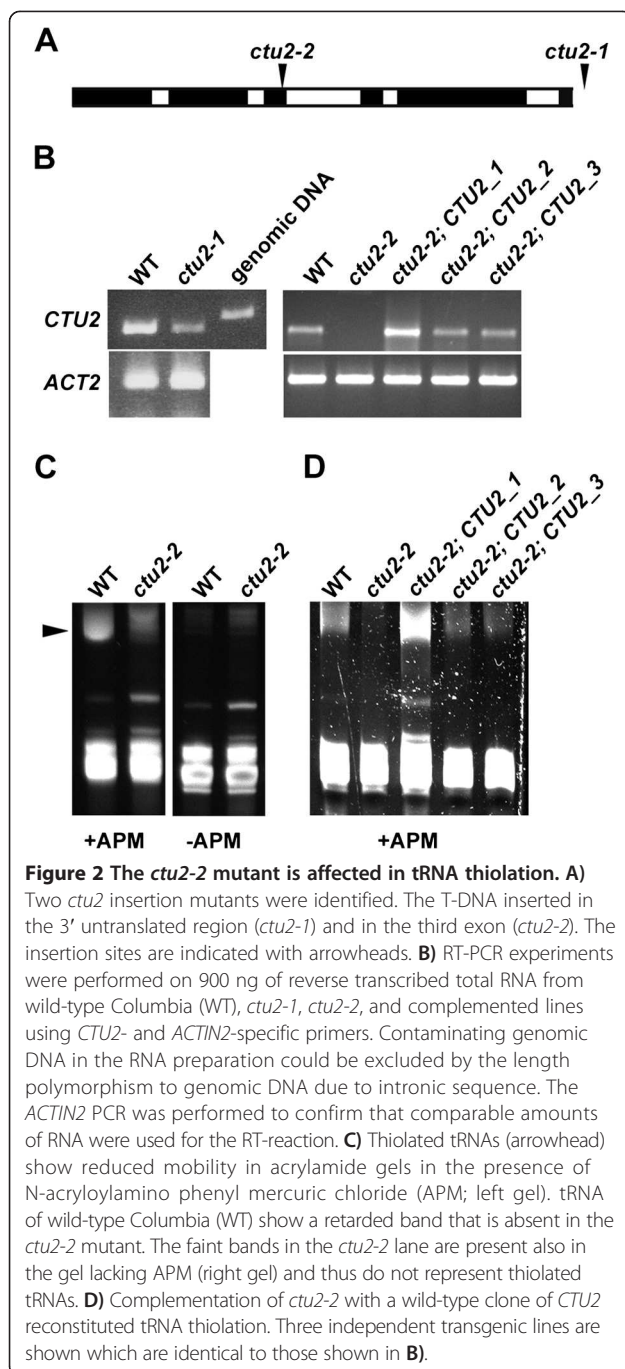 A
ctu2-2
ctu2-1
B
WT
ctu2-1
genomic DNA
WT
ctu2-2
ctu2-2; CTU2_1
ctu2-2; CTU2_2
ctu2-2; CTU2_3
CTU2
ACT2
C
D
WT
ctu2-2
WT
ctu2-2
WT
ctu2-2
ctu2-2; CTU2_1
ctu2-2; CTU2_2
ctu2-2; CTU2_3
+APM
-APM
+APM
Figure 2 The ctu2-2 mutant is affected in tRNA thiolation. A)
Two ctu2 insertion mutants were identified. The T-DNA inserted in
the 3′ untranslated region (ctu2-1) and in the third exon (ctu2-2). The
insertion sites are indicated with arrowheads. B) RT-PCR experiments
were performed on 900 ng of reverse transcribed total RNA from
wild-type Columbia (WT), ctu2-1, ctu2-2, and complemented lines
using CTU2- and ACTIN2-specific primers. Contaminating genomic
DNA in the RNA preparation could be excluded by the length
polymorphism to genomic DNA due to intronic sequence. The
ACTIN2 PCR was performed to confirm that comparable amounts
of RNA were used for the RT-reaction. C) Thiolated tRNAs (arrowhead)
show reduced mobility in acrylamide gels in the presence of
N-acryloylamino phenyl mercuric chloride (APM; left gel). tRNA
of wild-type Columbia (WT) show a retarded band that is absent in the
ctu2-2 mutant. The faint bands in the ctu2-2 lane are present also in
the gel lacking APM (right gel) and thus do not represent thiolated
tRNAs. D) Complementation of ctu2-2 with a wild-type clone of CTU2
reconstituted tRNA thiolation. Three independent transgenic lines are
shown which are identical to those shown in B).